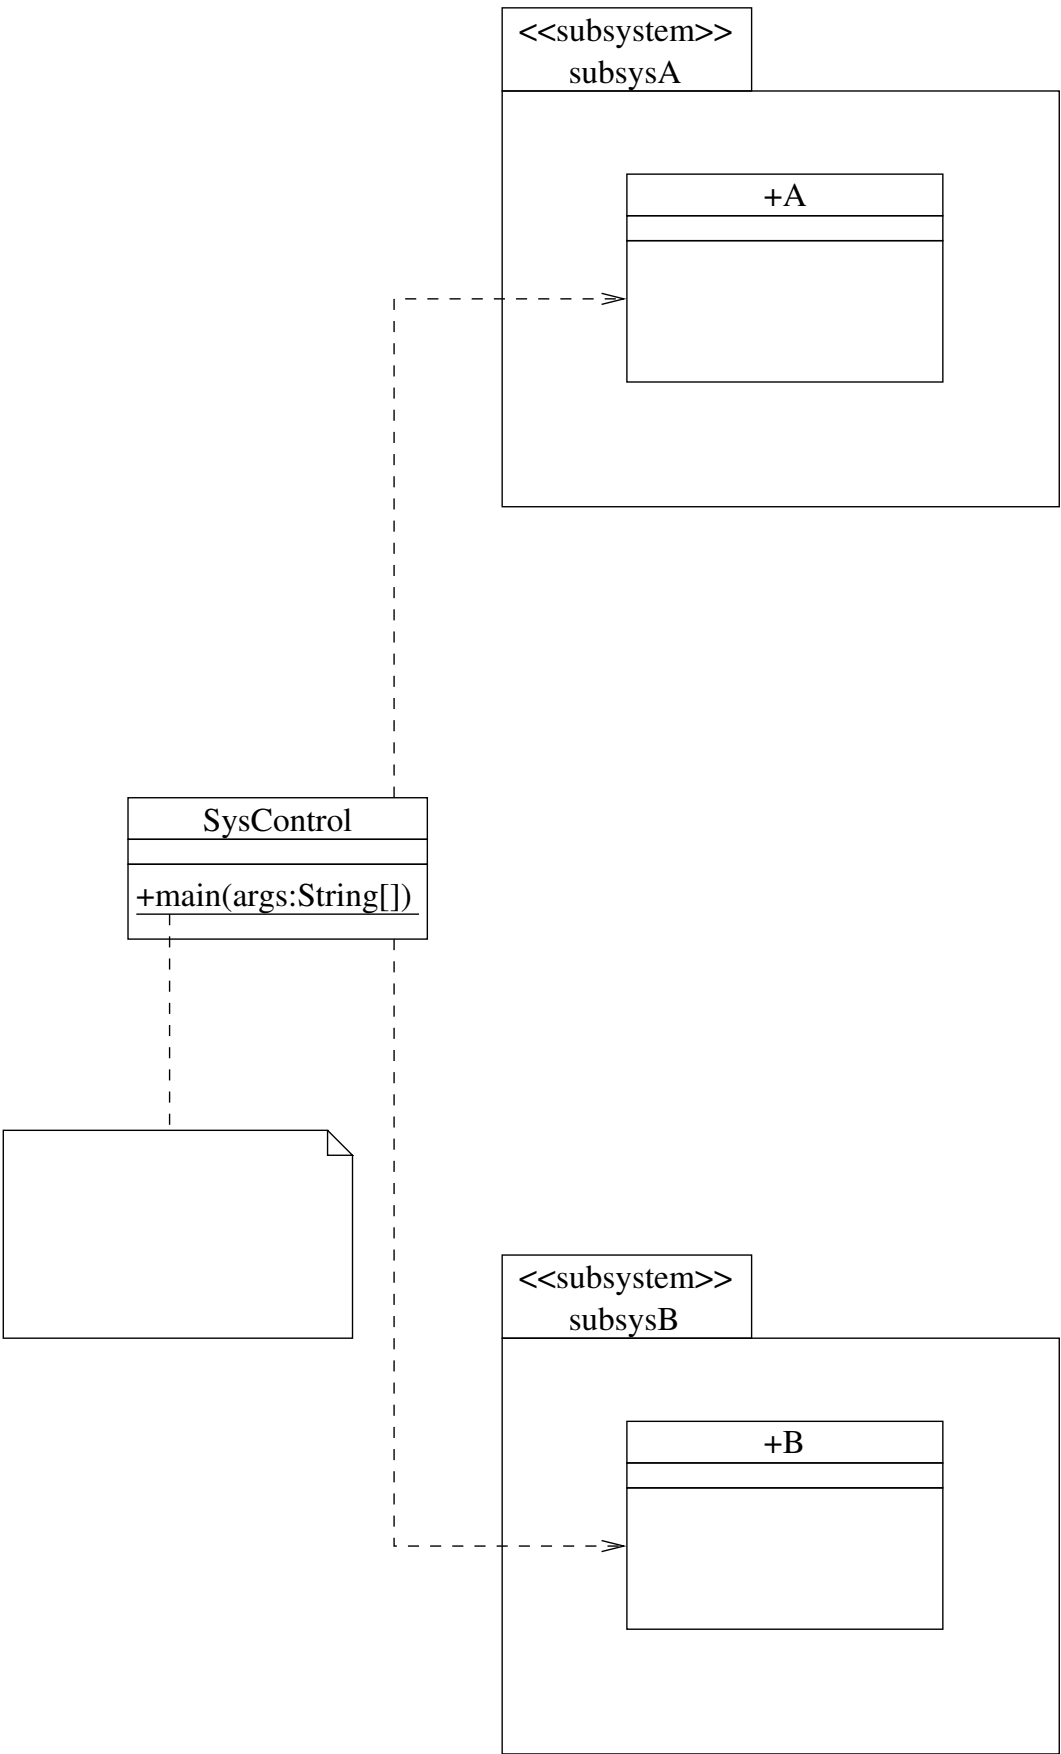 <<subsystem>>
subsysA
+A
SysControl
+main(args:String[])
<<subsystem>>
subsysB
+B